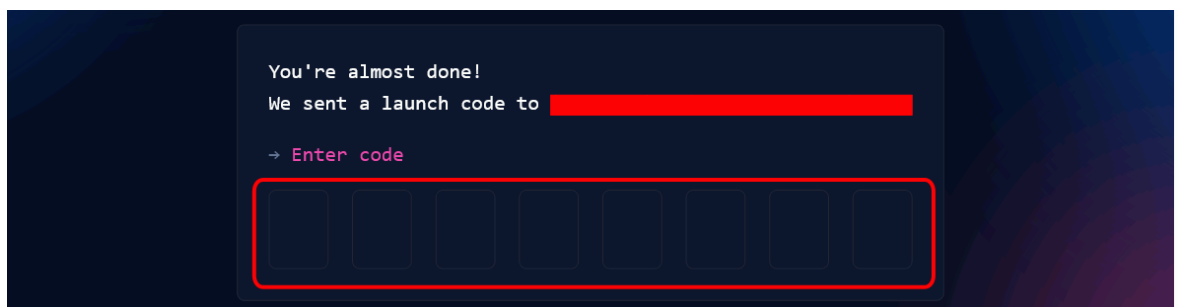 You're almost done!
We sent a launch code to
→ Enter code